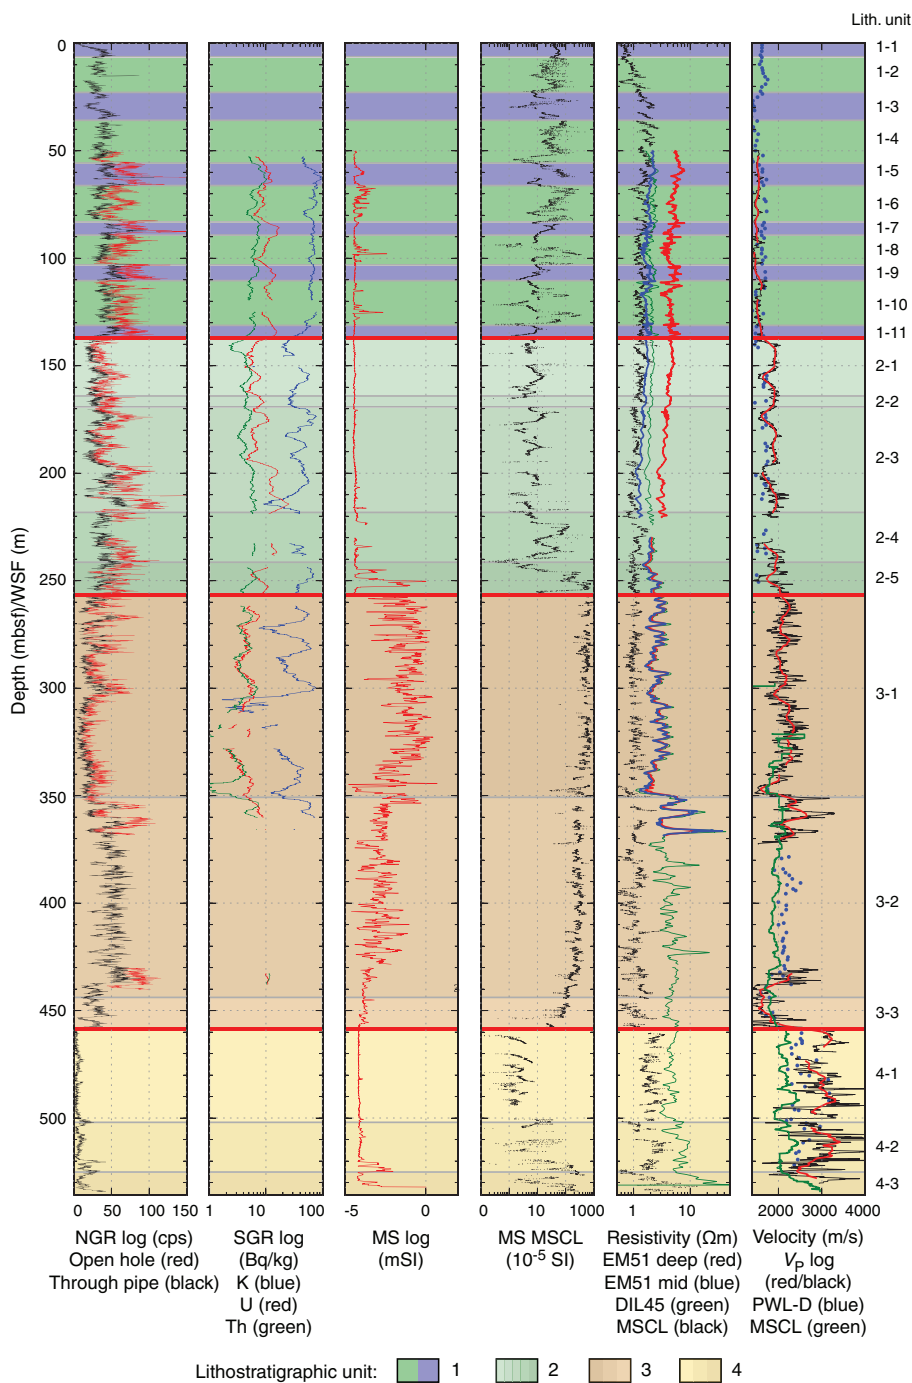 Lith. unit
0
50
100
150
200
250
300
350
400
450
500
Depth (mbsf)/WSF (m)
1-1
1-2
1-3
1-4
1-5
1-6
1-7
1-8
1-9
1-10
1-11
2-1
2-2
2-3
2-4
2-5
3-1
3-2
3-3
4-1
4-2
4-3
0 50 100 150
1 10 100
-5 0
0 10 1000
1 10
2000 3000 4000
NGR log (cps)
Open hole (red)
Through pipe (black)
SGR log
(Bq/kg)
K (blue)
U (red)
Th (green)
MS log
(mSI)
MS MSCL
(10⁻⁵ SI)
Resistivity (Ωm)
EM51 deep (red)
EM51 mid (blue)
DIL45 (green)
MSCL (black)
Velocity (m/s)
V_P log
(red/black)
PWL-D (blue)
MSCL (green)
Lithostratigraphic unit: 1 2 3 4